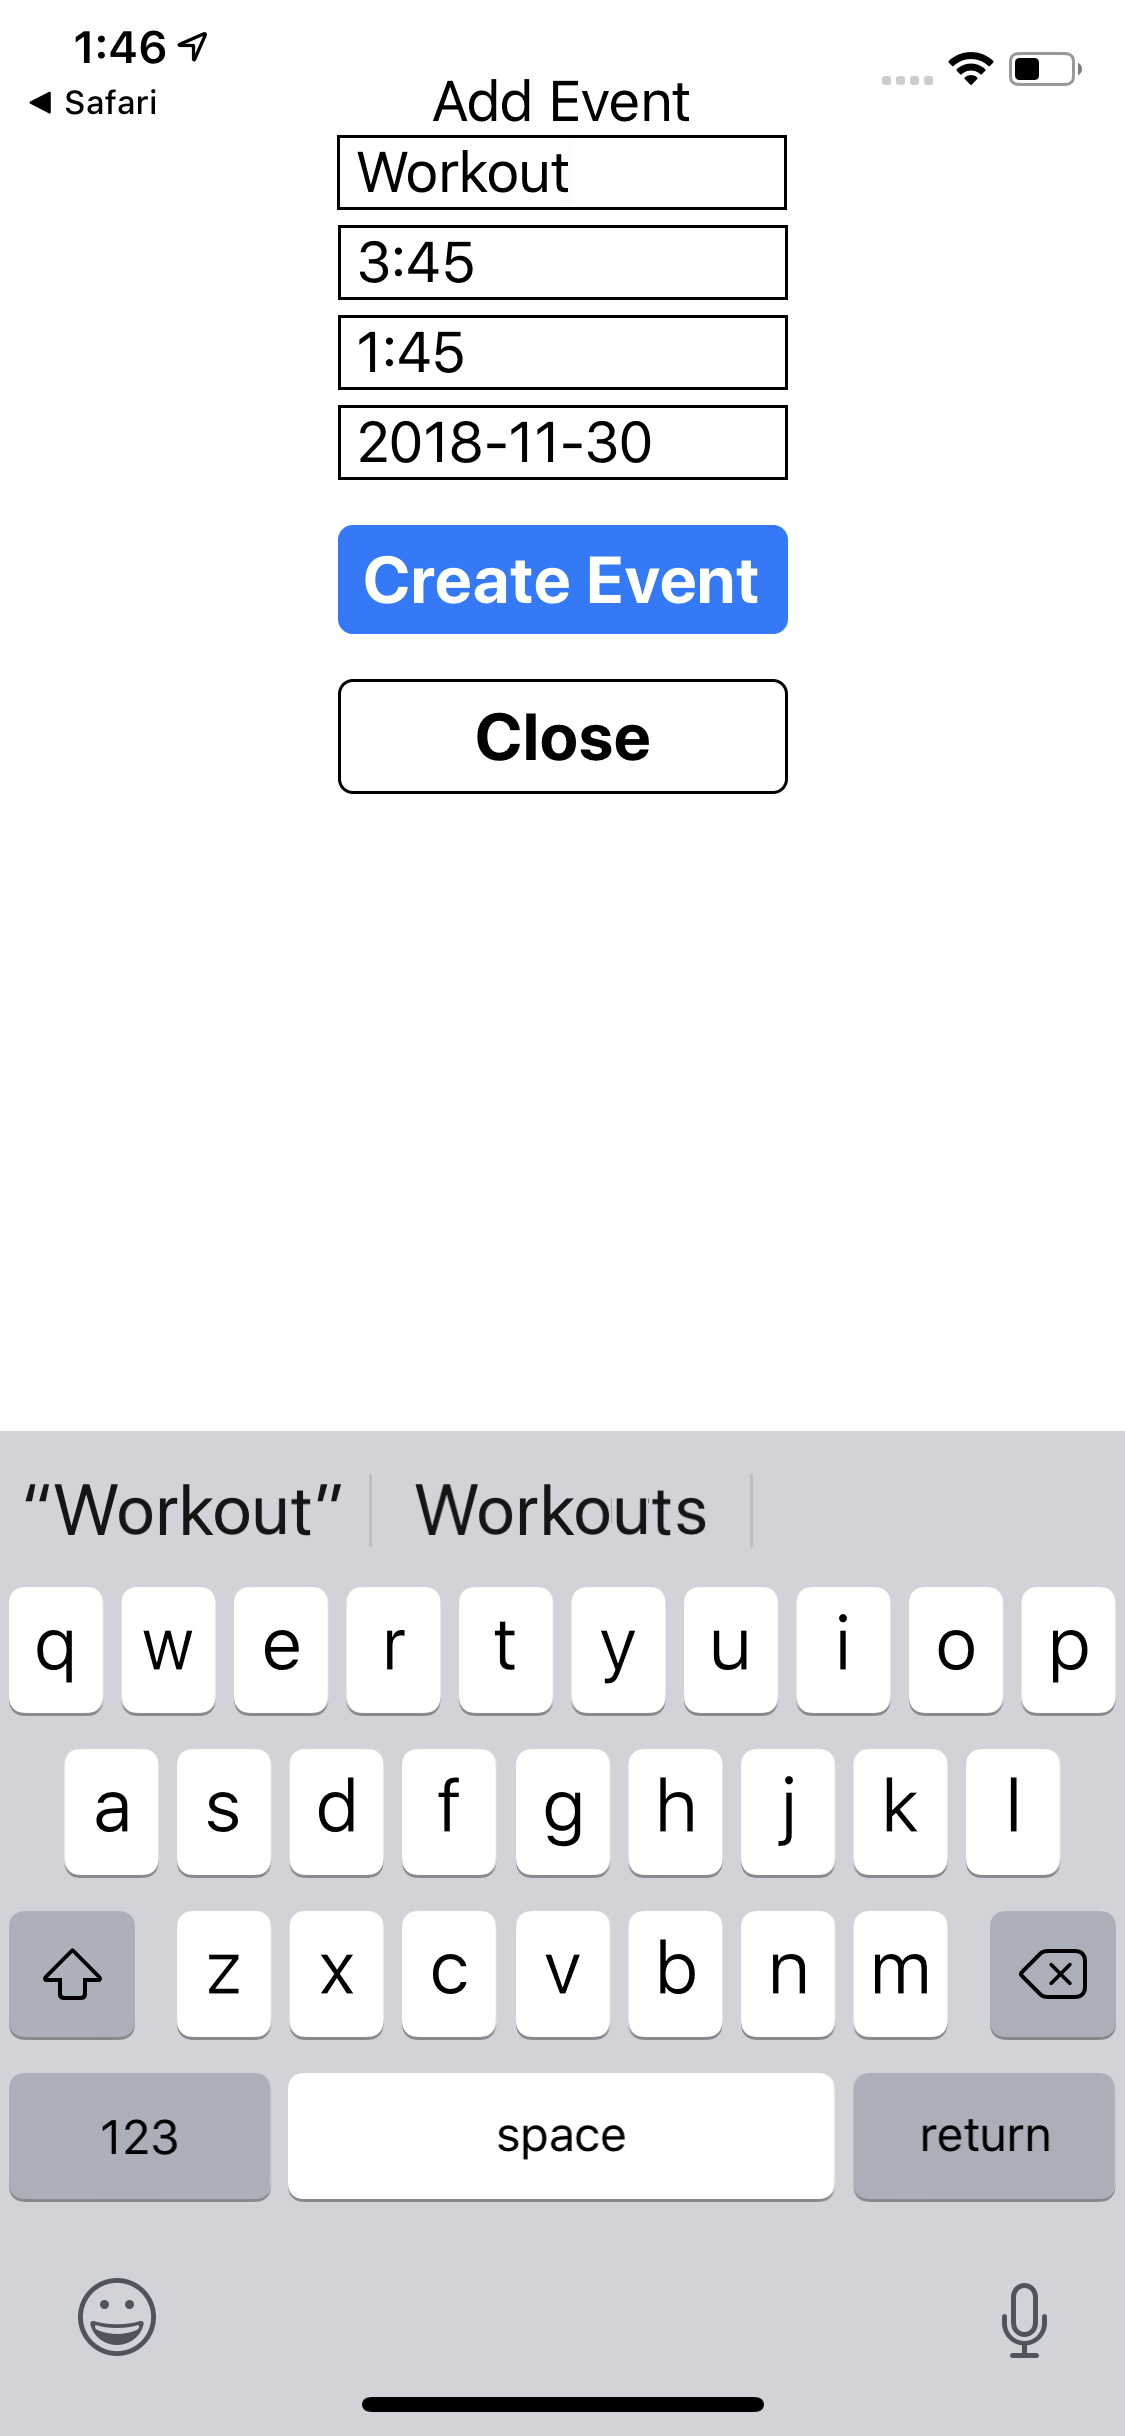 1:46
Safari
Add Event
Workout
3:45
1:45
2018-11-30
Create Event
Close
“Workout” Workouts
q w e r t y u i o p
a s d f g h j k l
z x c v b n m
123 space return